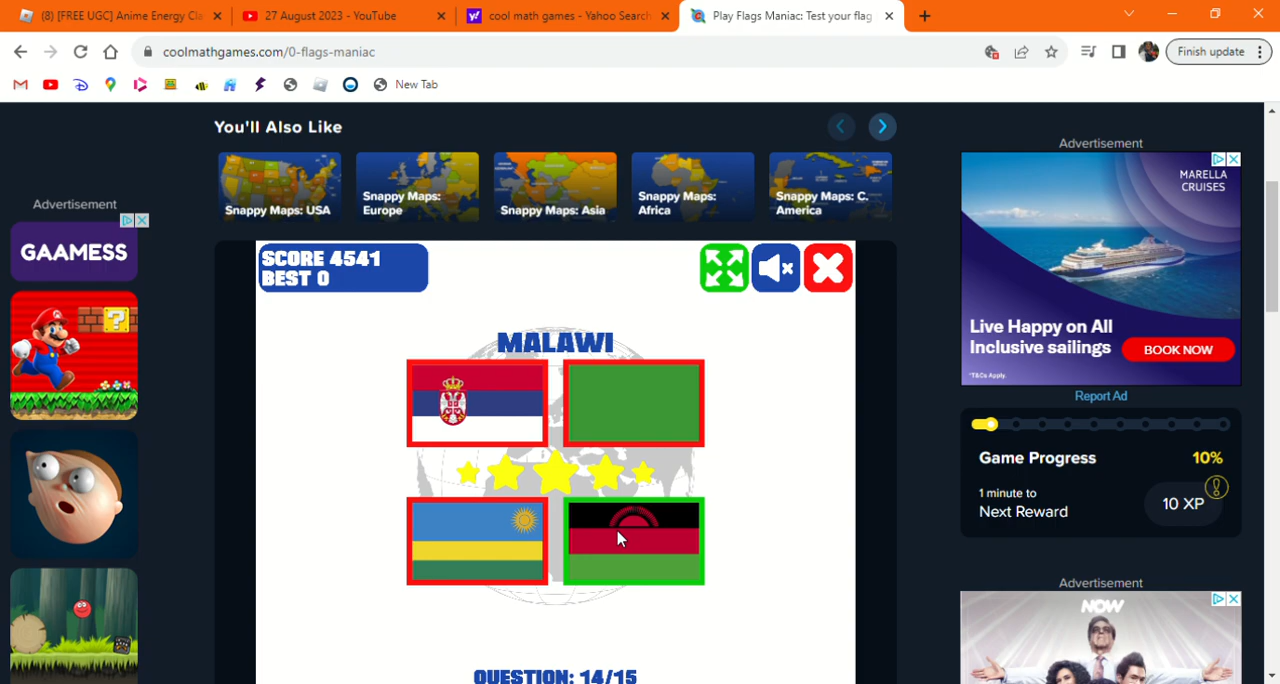 (8) [FREE UGC] Anime Energy Cla
27 August 2023 - YouTube
cool math games - Yahoo Search
Play Flags Maniac: Test your flag
coolmathgames.com/0-flags-maniac
Finish update
New Tab
You'll Also Like
Snappy Maps: USA
Snappy Maps: Europe
Snappy Maps: Asia
Snappy Maps: Africa
Snappy Maps: C. America
Advertisement
GAAMESS
SCORE 4541
BEST 0
MALAWI
QUESTION: 14/15
Advertisement
MARELLA
CRUISES
Live Happy on All
Inclusive sailings
BOOK NOW
*T&Cs Apply.
Report Ad
Game Progress
10%
1 minute to
Next Reward
10 XP
Advertisement
NOW